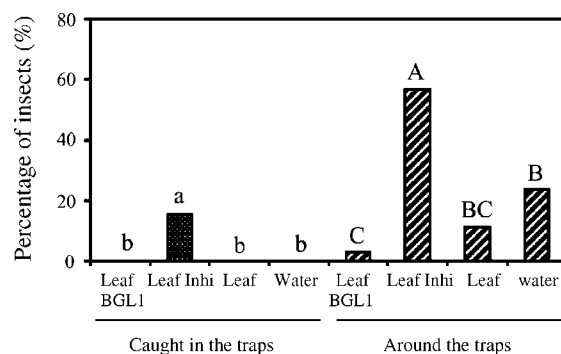 Percentage of insects (%)
80
60
40
20
0
b
a
b
b
C
A
BC
B
Leaf
BGL1
Leaf Inhi
Leaf
Water
Leaf
BGL1
Leaf Inhi
Leaf
water
Caught in the traps
Around the traps